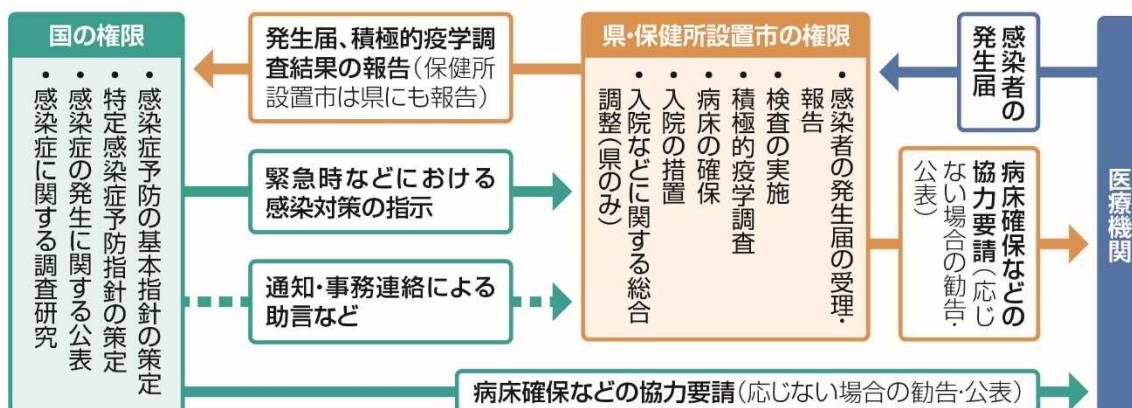 国の権限
・感染症予防の基本指針の策定
・特定感染症予防指針の策定
・感染症の発生に関する公表
・感染症に関する調査研究
発生届、積極的疫学調
査結果の報告(保健所
設置市は県にも報告)
緊急時などにおける
感染対策の指示
通知・事務連絡による
助言など
県・保健所設置市の権限
・感染者の発生届の受理・
報告
・検査の実施
・積極的疫学調査
・病床の確保
・入院の措置
・入院などに関する総合
調整(県のみ)
感染者の
発生届
病床確保などの
協力要請(応じ
ない場合の勧告・
公表)
医療機関
病床確保などの協力要請(応じない場合の勧告・公表)